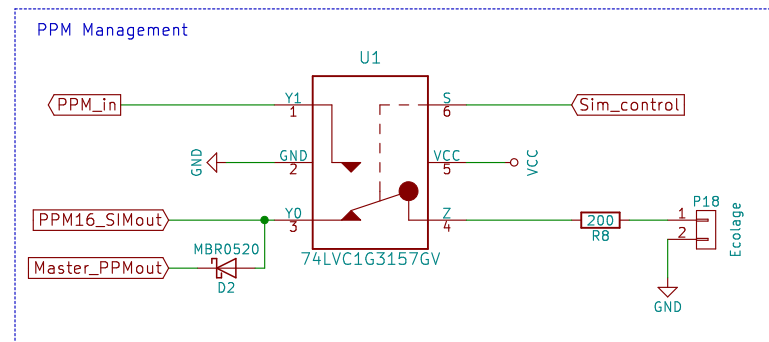 PPM Management
U1
PPM_in
Y1
1
S
6
Sim_control
GND
GND
2
VCC
5
VCC
PPM16_SIMout
Y0
3
Z
4
200
R8
P18
1
2
Ecolage
MBR0520
Master_PPMout
D2
74LVC1G3157GV
GND